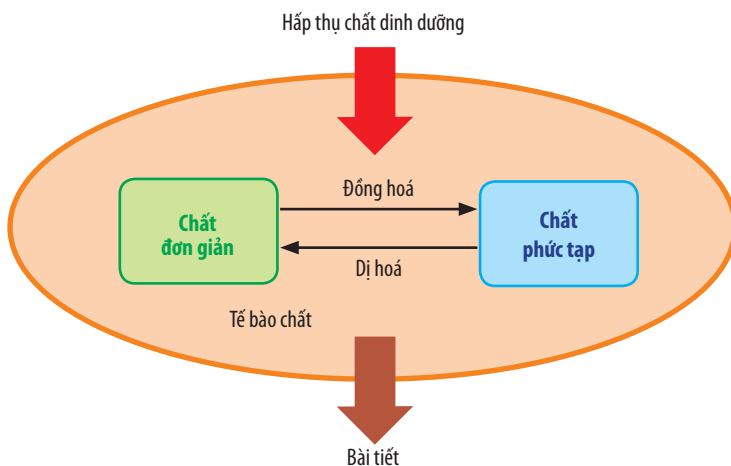 Hấp thụ chất dinh dưỡng
Đồng hoá
Chất
đơn giản
Chất
phức tạp
Dị hoá
Tế bào chất
Bài tiết